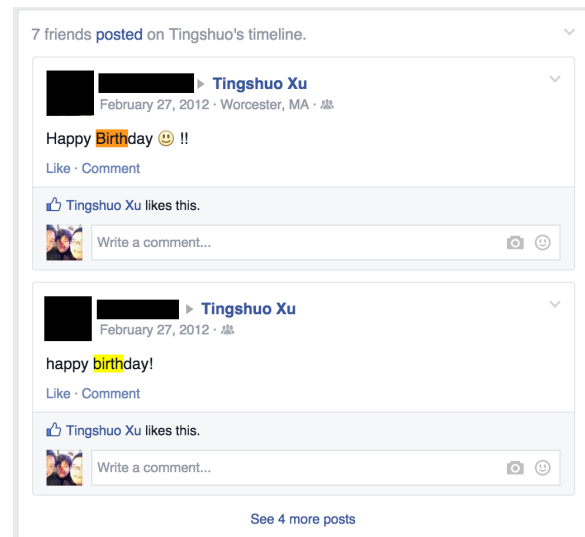 7 friends posted on Tingshuo's timeline.
Tingshuo Xu
February 27, 2012 · Worcester, MA ·
Happy Birthday 😃 !!
Like · Comment
Tingshuo Xu likes this.
Write a comment...
Tingshuo Xu
February 27, 2012 ·
happy birthday!
Like · Comment
Tingshuo Xu likes this.
Write a comment...
See 4 more posts